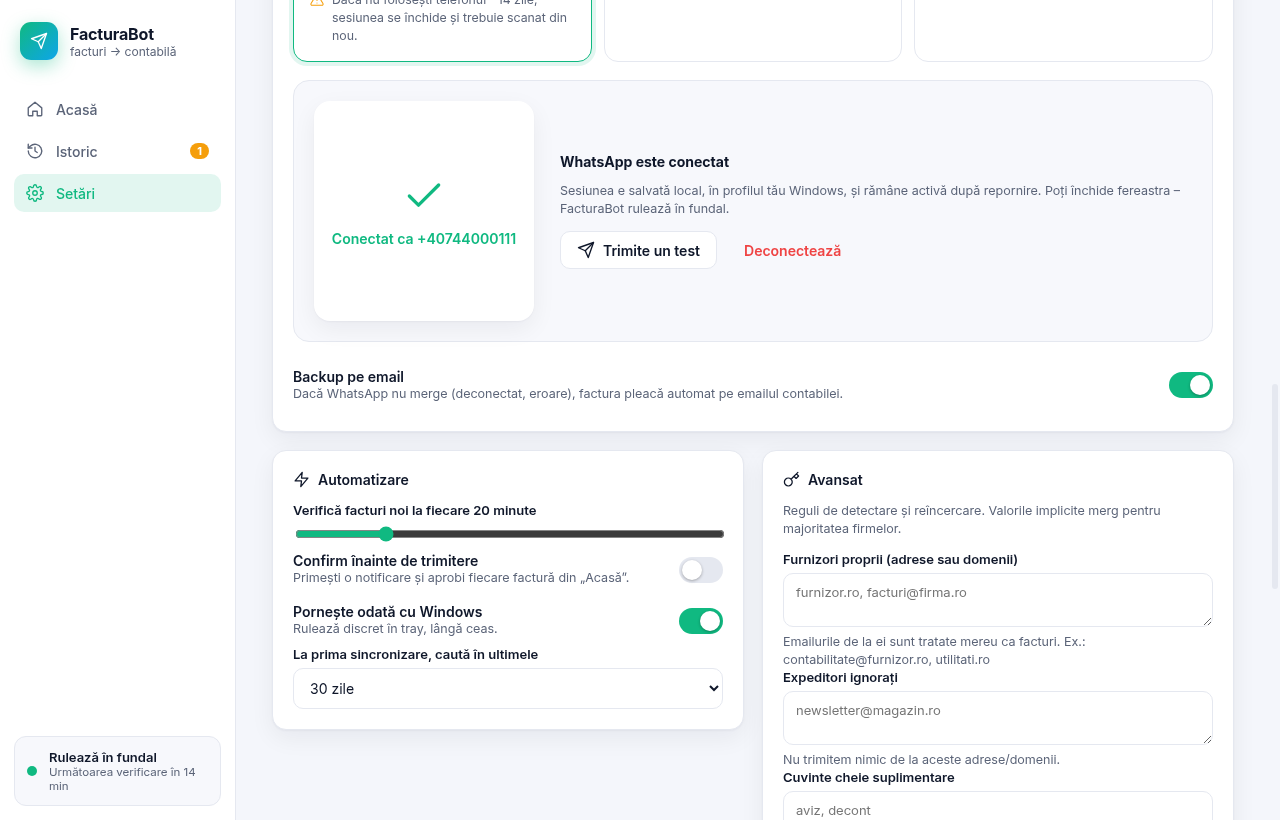 FacturaBot
facturi → contabilă
Acasă
Istoric
1
Setări
Rulează în fundal
Următoarea verificare în 14
min
sesiunea se închide și trebuie scanat din
nou.
Conectat ca +40744000111
WhatsApp este conectat
Sesiunea e salvată local, în profilul tău Windows, și rămâne activă după repornire. Poți închide fereastra –
FacturaBot rulează în fundal.
Trimite un test
Deconectează
Backup pe email
Dacă WhatsApp nu merge (deconectat, eroare), factura pleacă automat pe emailul contabilei.
Automatizare
Verifică facturi noi la fiecare 20 minute
Confirm înainte de trimitere
Primești o notificare și aprobi fiecare factură din „Acasă”.
Pornește odată cu Windows
Rulează discret în tray, lângă ceas.
La prima sincronizare, caută în ultimele
30 zile
Avansat
Reguli de detectare și reîncercare. Valorile implicite merg pentru
majoritatea firmelor.
Furnizori proprii (adrese sau domenii)
furnizor.ro, facturi@firma.ro
Emailurile de la ei sunt tratate mereu ca facturi. Ex.:
contabilitate@furnizor.ro, utilitati.ro
Expeditori ignorați
newsletter@magazin.ro
Nu trimitem nimic de la aceste adrese/domenii.
Cuvinte cheie suplimentare
aviz, decont